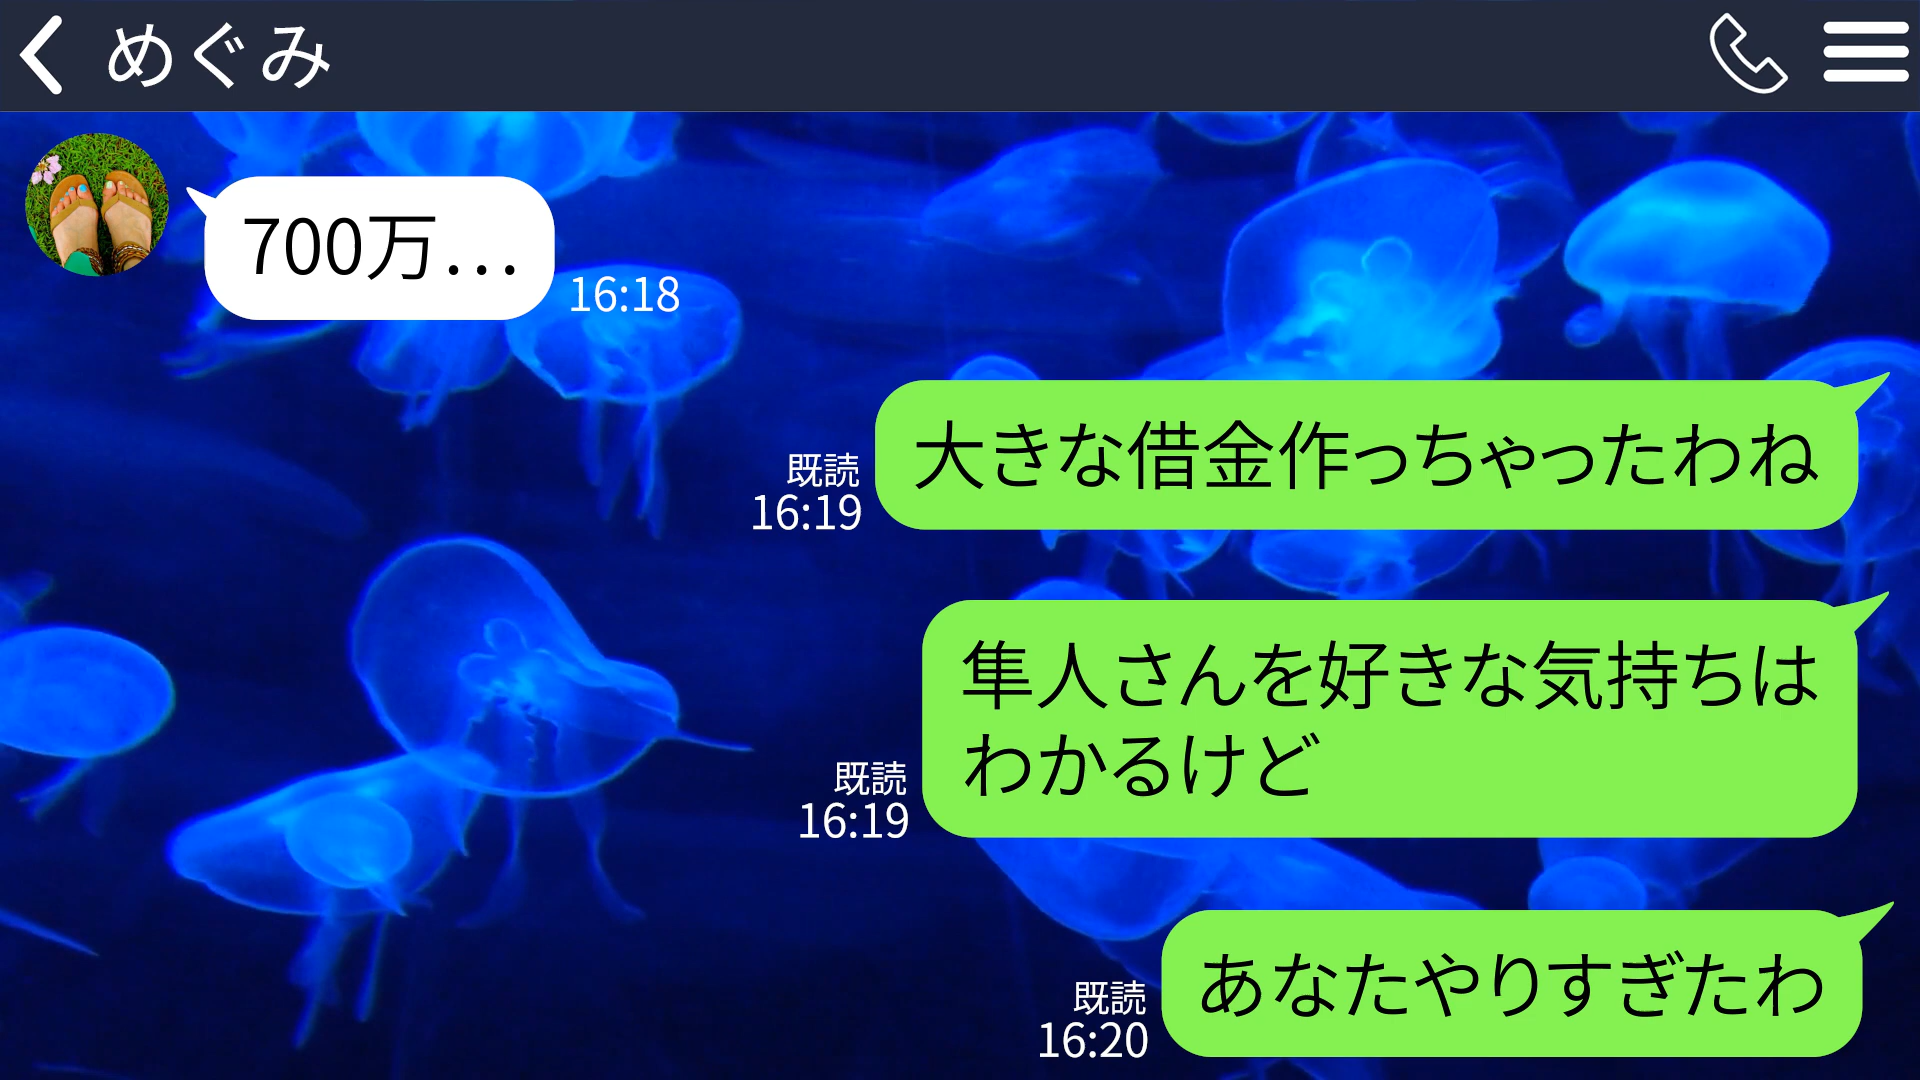 めぐみ
700万…
16:18
大きな借金作っちゃったわね
既読
16:19
隼人さんを好きな気持ちは
わかるけど
既読
16:19
あなたやりすぎたわ
既読
16:20